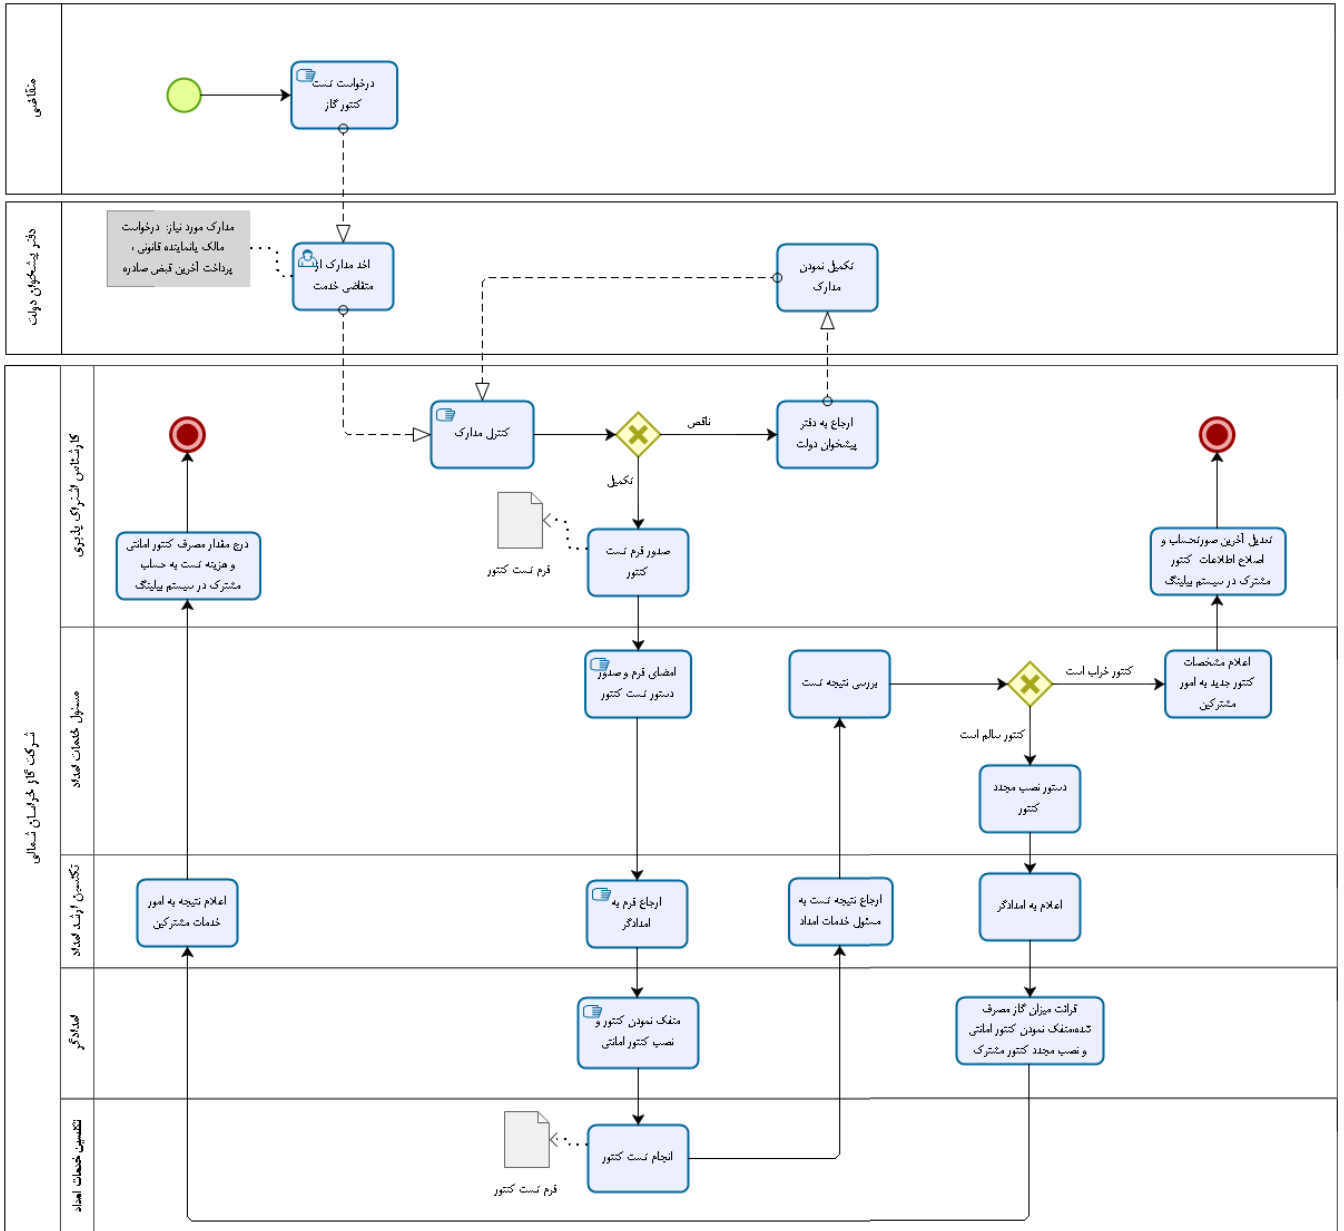 متقاضی
درخواست تست
کنتور گاز
دفتر پیشخوان دولت
مدارک مورد نیاز: درخواست
مالک یانماینده قانونی ،
پرداخت آخرین قبض صادره
اخذ مدارک از
متقاضی خدمت
تکمیل نمودن
مدارک
شرکت گاز خراسان شمالی
کارشناس اشتراک پذیری
کنترل مدارک
ناقص
ارجاع به دفتر
پیشخوان دولت
تکمیل
فرم تست کنتور
صدور فرم تست
کنتور
درج مقدار مصرف کنتور امانتی
و هزینه تست به حساب
مشترک در سیستم بیلینگ
تعدیل آخرین صورتحساب و
اصلاح اطلاعات کنتور
مشترک در سیستم بیلینگ
مسئول خدمات امداد
امضای فرم و صدور
دستور تست کنتور
بررسی نتیجه تست
کنتور خراب است
اعلام مشخصات
کنتور جدید به امور
مشترکین
کنتور سالم است
دستور نصب مجدد
کنتور
تکنسین ارشد امداد
اعلام نتیجه به امور
خدمات مشترکین
ارجاع فرم به
امدادگر
ارجاع نتیجه تست به
مسئول خدمات امداد
اعلام به امدادگر
امدادگر
منفک نمودن کنتور و
نصب کنتور امانتی
قرائت میزان گاز مصرف
شده،منفک نمودن کنتور امانتی
و نصب مجدد کنتور مشترک
تکنسین خدمات امداد
انجام تست کنتور
فرم تست کنتور